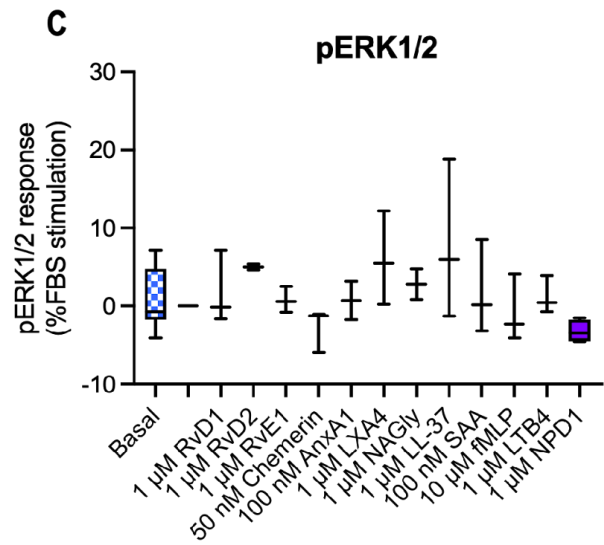 C
pERK1/2
pERK1/2 response
(%FBS stimulation)
30
20
10
0
-10
Basal
1 µM RvD1
1 µM RvD2
1 µM RvE1
50 nM Chemerin
100 nM AnxA1
1 µM LXA4
1 µM NAGly
1 µM LL-37
100 nM SAA
10 µM fMLP
1 µM LTB4
1 µM NPD1